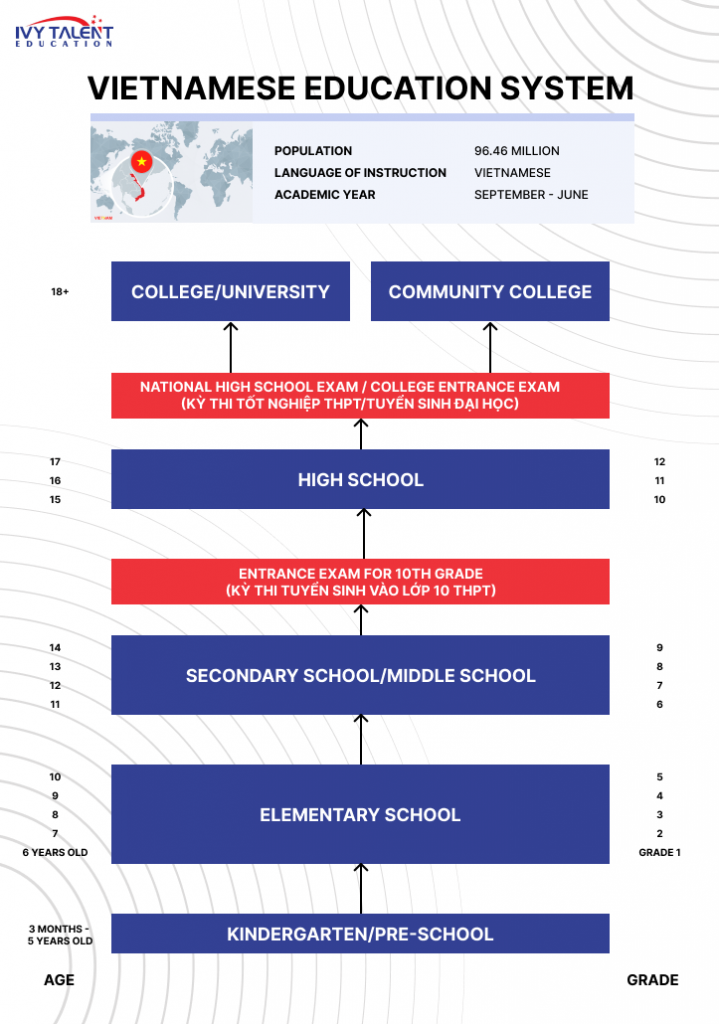 IVY TALENT
EDUCATION
VIETNAMESE EDUCATION SYSTEM
POPULATION 96.46 MILLION
LANGUAGE OF INSTRUCTION VIETNAMESE
ACADEMIC YEAR SEPTEMBER - JUNE
18+
COLLEGE/UNIVERSITY
COMMUNITY COLLEGE
NATIONAL HIGH SCHOOL EXAM / COLLEGE ENTRANCE EXAM
(KỲ THI TỐT NGHIỆP THPT/TUYỂN SINH ĐẠI HỌC)
17 12
16 11
15 10
HIGH SCHOOL
ENTRANCE EXAM FOR 10TH GRADE
(KỲ THI TUYỂN SINH VÀO LỚP 10 THPT)
14 9
13 8
12 7
11 6
SECONDARY SCHOOL/MIDDLE SCHOOL
10 5
9 4
8 3
7 2
6 YEARS OLD GRADE 1
ELEMENTARY SCHOOL
3 MONTHS -
5 YEARS OLD
KINDERGARTEN/PRE-SCHOOL
AGE GRADE